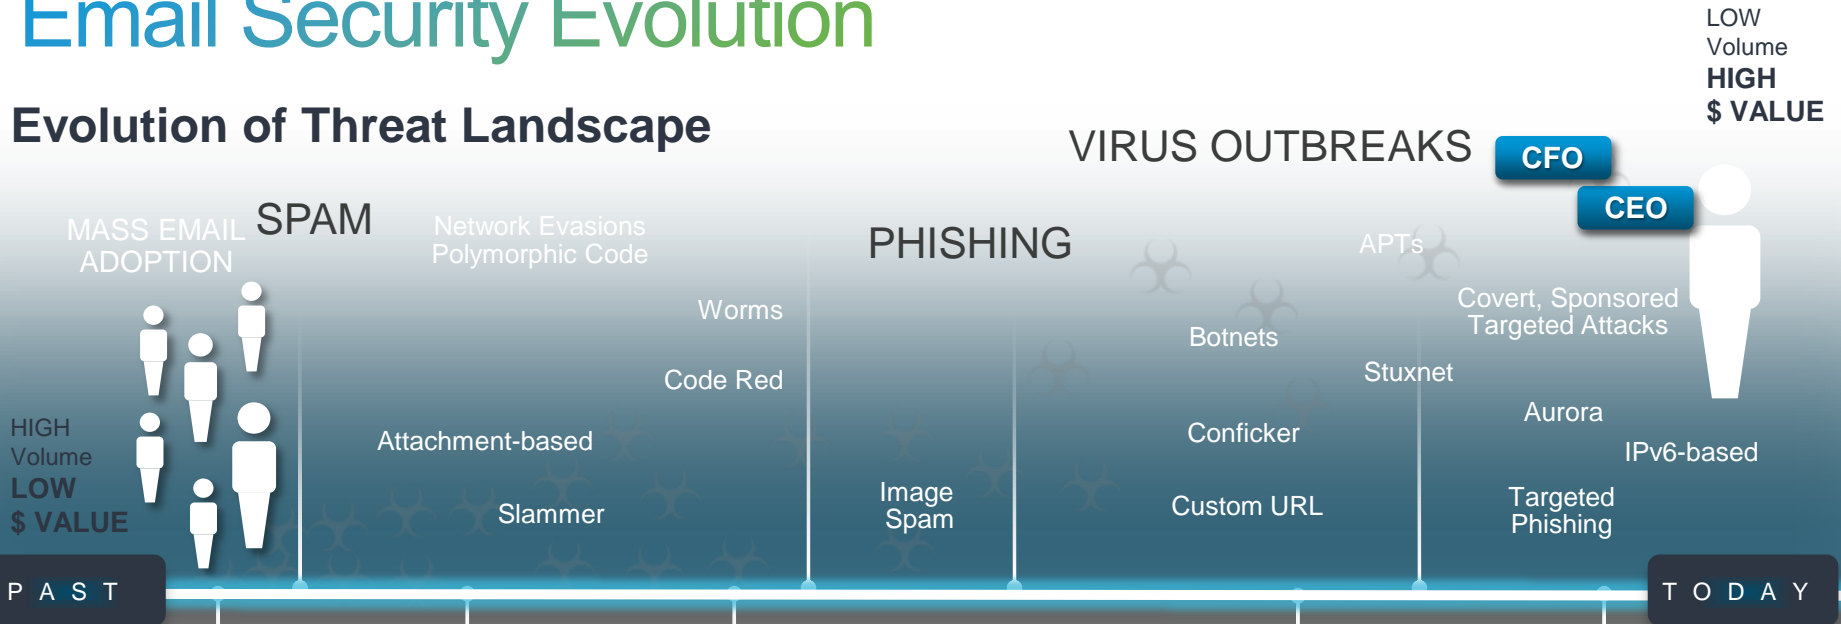 Email Security Evolution
LOW
Volume
HIGH
$ VALUE
Evolution of Threat Landscape
VIRUS OUTBREAKS
CFO
CEO
MASS EMAIL
ADOPTION
SPAM
Network Evasions
Polymorphic Code
PHISHING
APTs
Worms
Covert, Sponsored
Targeted Attacks
Botnets
Code Red
Stuxnet
Aurora
HIGH
Volume
LOW
$ VALUE
Attachment-based
Conficker
IPv6-based
Slammer
Image
Spam
Custom URL
Targeted
Phishing
PAST
TODAY